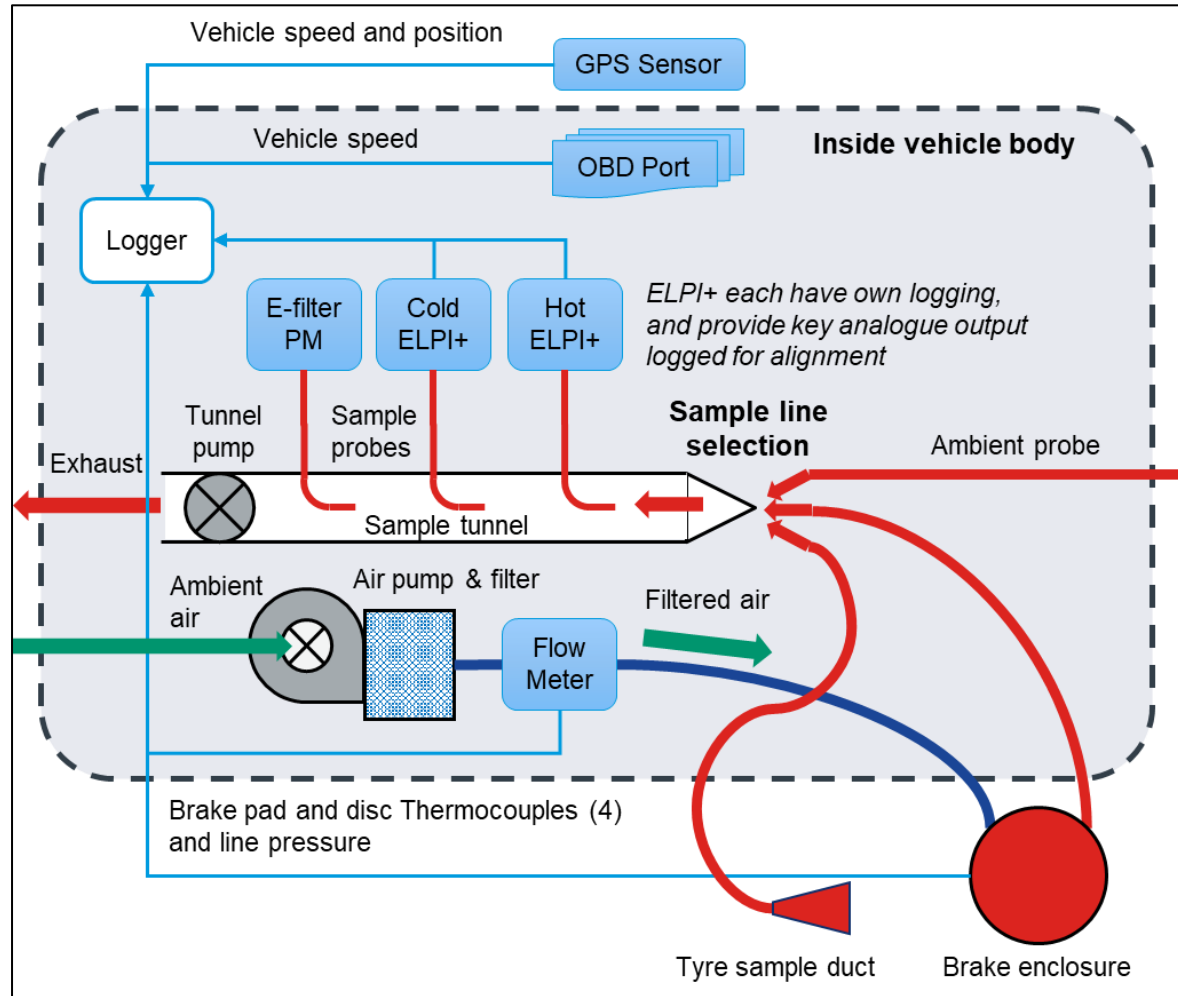 Vehicle speed and position
GPS Sensor
Vehicle speed
OBD Port
Inside vehicle body
Logger
E-filter
PM
Cold
ELPI+
Hot
ELPI+
ELPI+ each have own logging,
and provide key analogue output
logged for alignment
Tunnel
pump
Sample
probes
Sample line
selection
Exhaust
Ambient probe
Sample tunnel
Ambient
air
Air pump & filter
Filtered air
Flow
Meter
Brake pad and disc Thermocouples (4)
and line pressure
Tyre sample duct
Brake enclosure